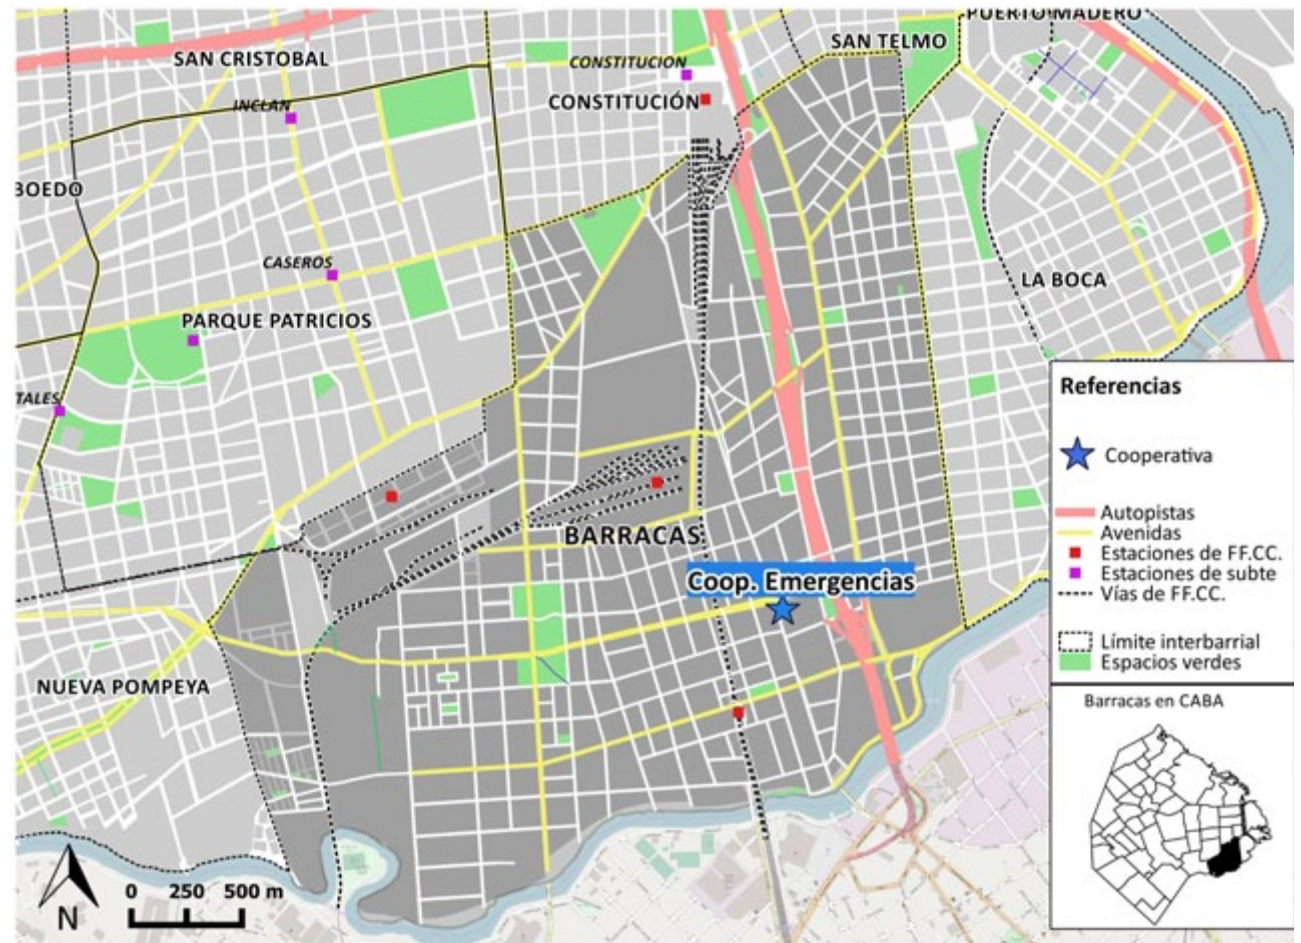 PUERTO MADERO
SAN TELMO
SAN CRISTOBAL
CONSTITUCION
CONSTITUCIÓN
INCLAN
BOEDO
CASEROS
LA BOCA
PARQUE PATRICIOS
TALES
BARRACAS
Coop. Emergencias
NUEVA POMPEYA
0 250 500 m
N
Referencias
Cooperativa
Autopistas
Avenidas
Estaciones de FF.CC.
Estaciones de subte
Vías de FF.CC.
Límite interbarrial
Espacios verdes
Barracas en CABA